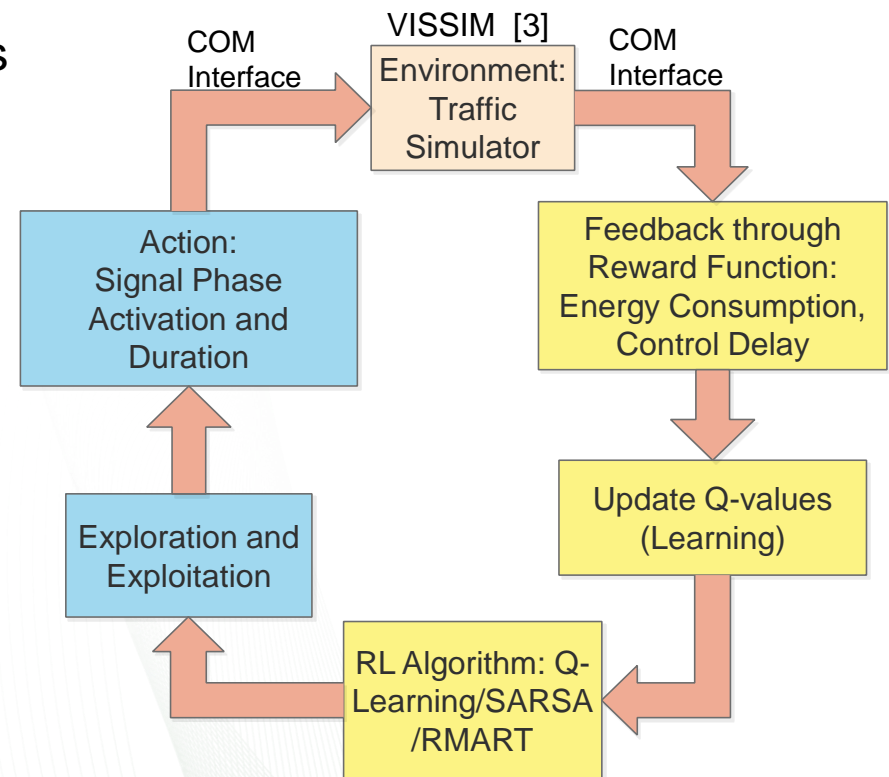 s
COM
Interface
VISSIM [3]
COM
Interface
Environment:
Traffic
Simulator
Feedback through
Reward Function:
Energy Consumption,
Control Delay
Update Q-values
(Learning)
RL Algorithm: Q-
Learning/SARSA
/RMART
Exploration and
Exploitation
Action:
Signal Phase
Activation and
Duration